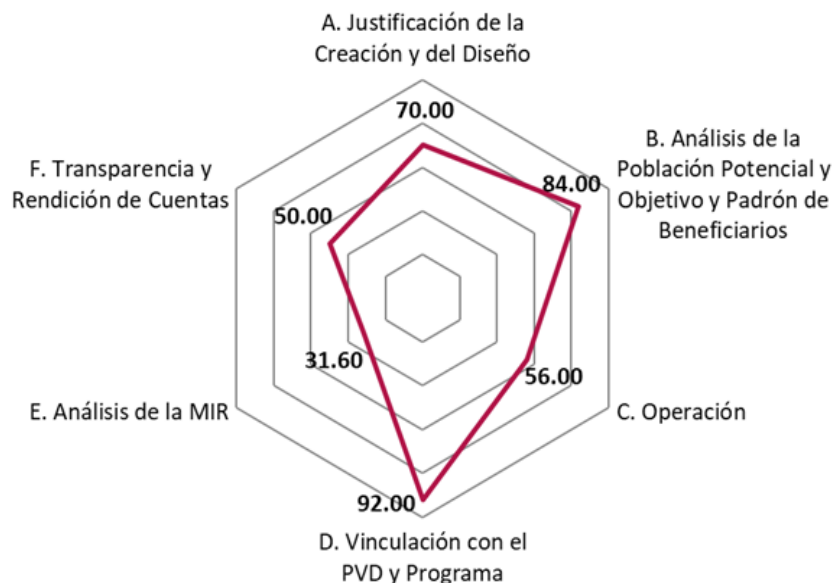 A. Justificación de la
Creación y del Diseño
70.00
B. Análisis de la
Población Potencial y
Objetivo y Padrón de
Beneficiarios
84.00
C. Operación
56.00
D. Vinculación con el
PVD y Programa
92.00
E. Análisis de la MIR
31.60
F. Transparencia y
Rendición de Cuentas
50.00